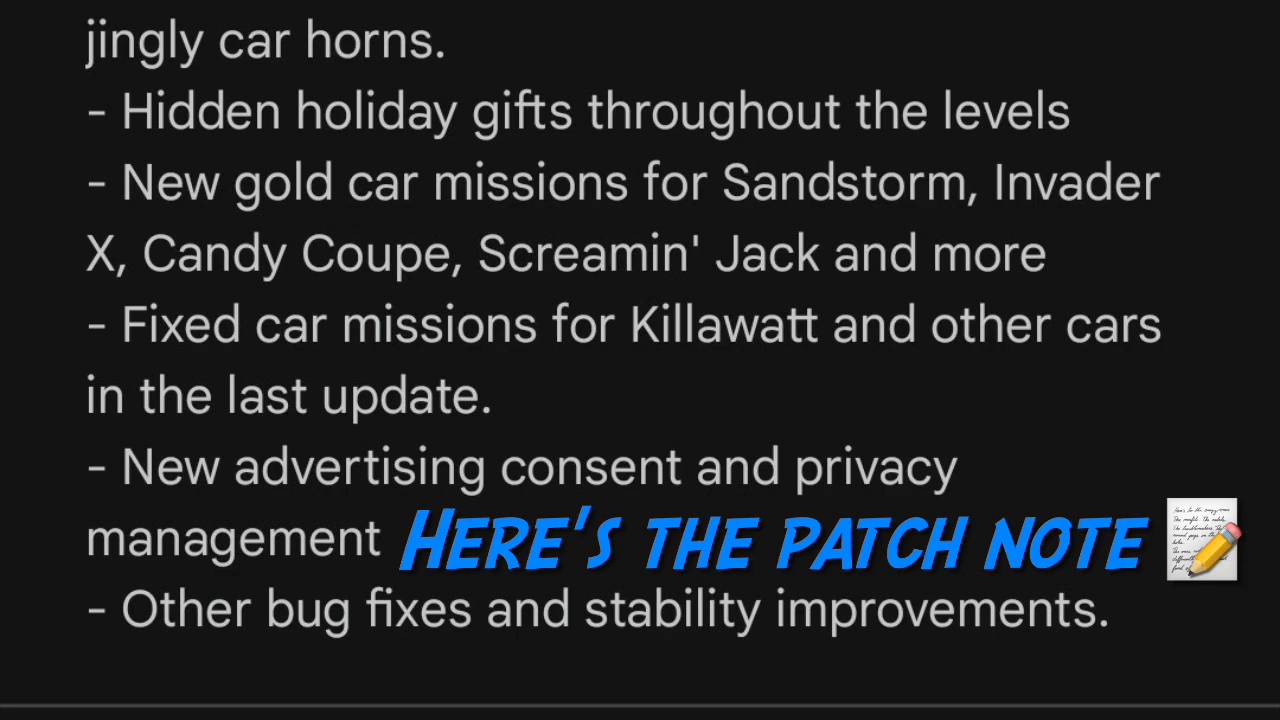 jingly car horns.
- Hidden holiday gifts throughout the levels
- New gold car missions for Sandstorm, Invader
X, Candy Coupe, Screamin' Jack and more
- Fixed car missions for Killawatt and other cars
in the last update.
- New advertising consent and privacy
management
HERE'S THE PATCH NOTE
- Other bug fixes and stability improvements.